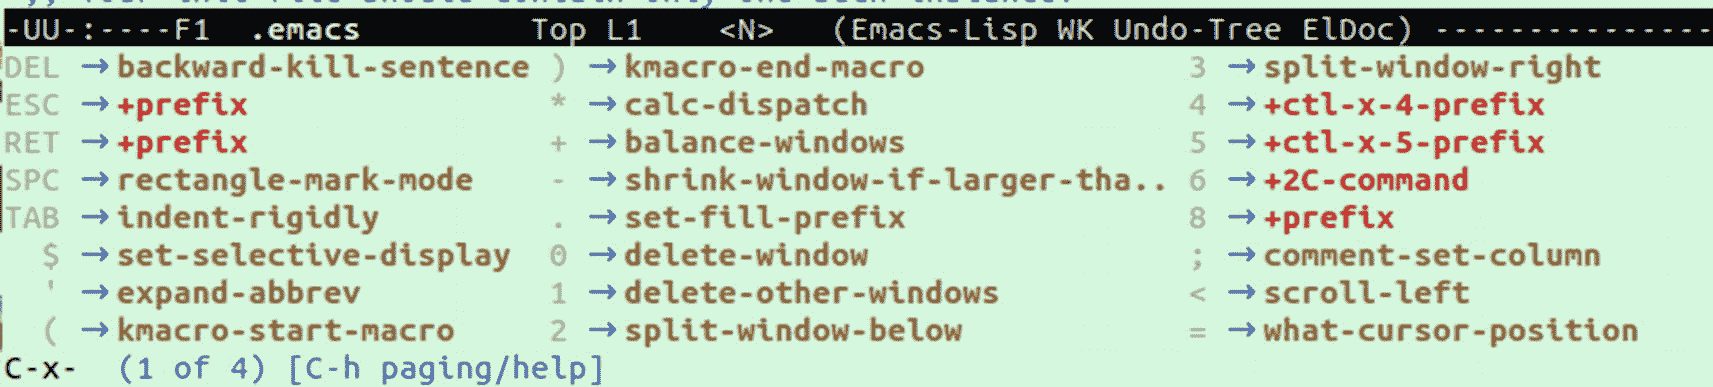 -UU-:----F1 .emacs Top L1 <N> (Emacs-Lisp WK Undo-Tree ElDoc) ---------------
DEL → backward-kill-sentence ) → kmacro-end-macro 3 → split-window-right
ESC → +prefix * → calc-dispatch 4 → +ctl-x-4-prefix
RET → +prefix + → balance-windows 5 → +ctl-x-5-prefix
SPC → rectangle-mark-mode - → shrink-window-if-larger-tha.. 6 → +2C-command
TAB → indent-rigidly . → set-fill-prefix 8 → +prefix
$ → set-selective-display 0 → delete-window ; → comment-set-column
' → expand-abbrev 1 → delete-other-windows < → scroll-left
( → kmacro-start-macro 2 → split-window-below = → what-cursor-position
C-x- (1 of 4) [C-h paging/help]